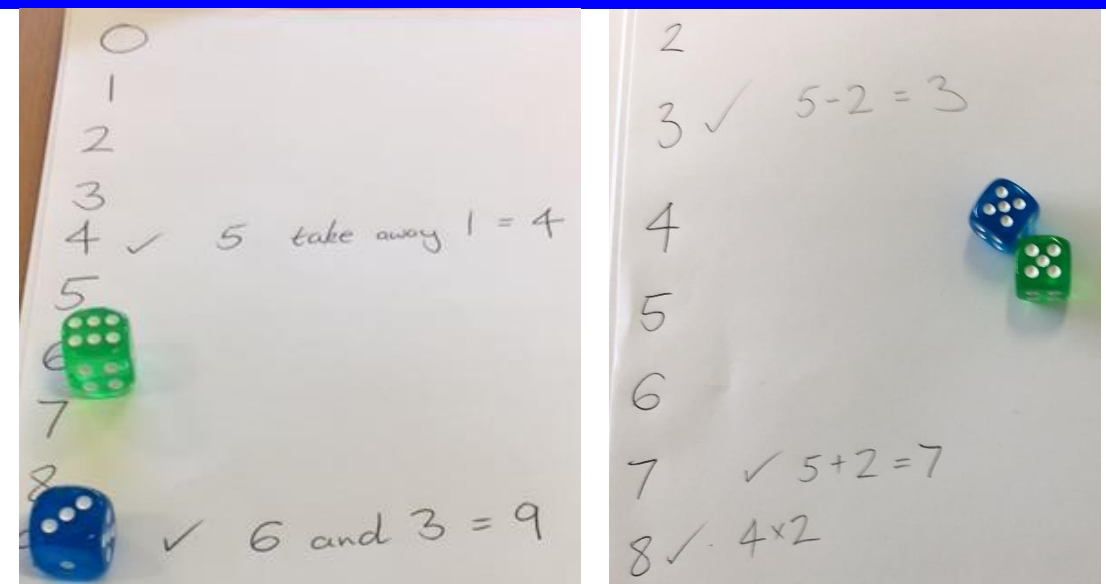 0
1
2
3
4 ✓ 5 take away 1 = 4
5
6
7
8
✓ 6 and 3 = 9
2
3 ✓ 5-2 = 3
4
5
6
7 ✓ 5+2=7
8 ✓ 4×2